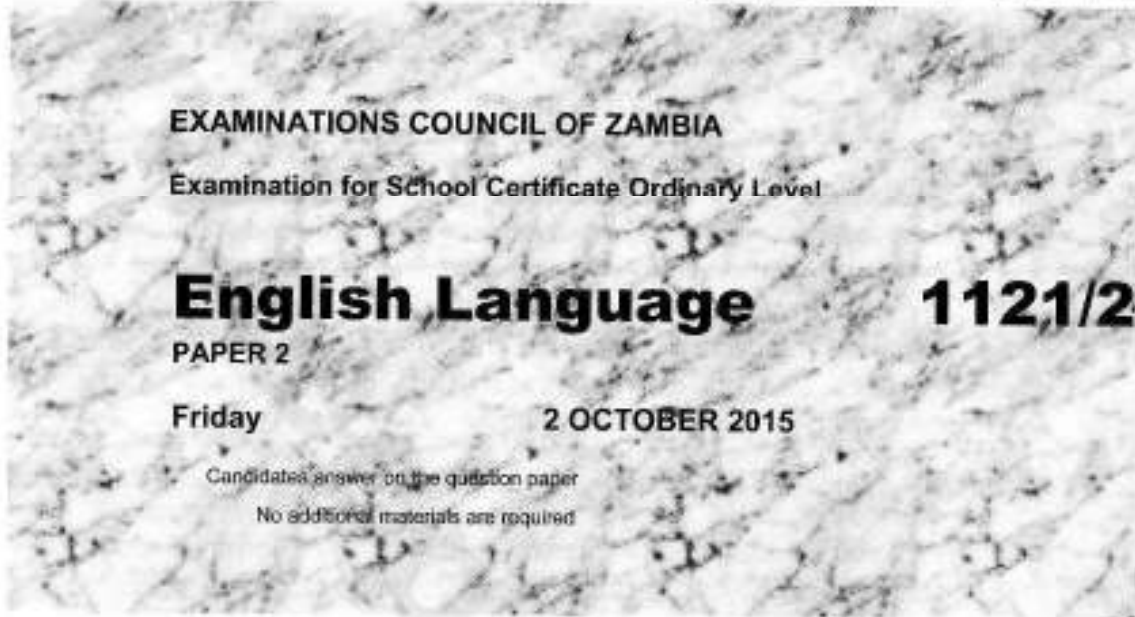 EXAMINATIONS COUNCIL OF ZAMBIA
Examination for School Certificate Ordinary Level
English Language 1121/2
PAPER 2
Friday 2 OCTOBER 2015
Candidates answer on the question paper
No additional materials are required